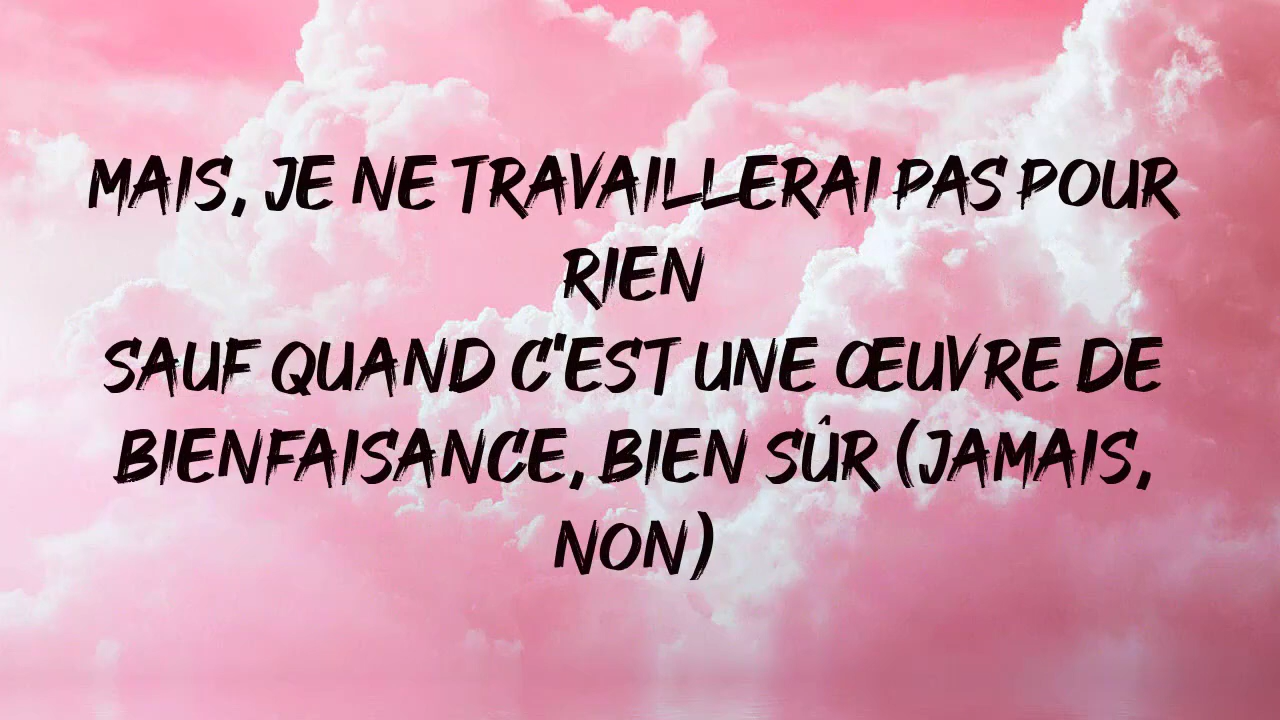 MAIS, JE NE TRAVAILLERAI PAS POUR
RIEN
SAUF QUAND C'EST UNE ŒUVRE DE
BIENFAISANCE, BIEN SÛR (JAMAIS,
NON)